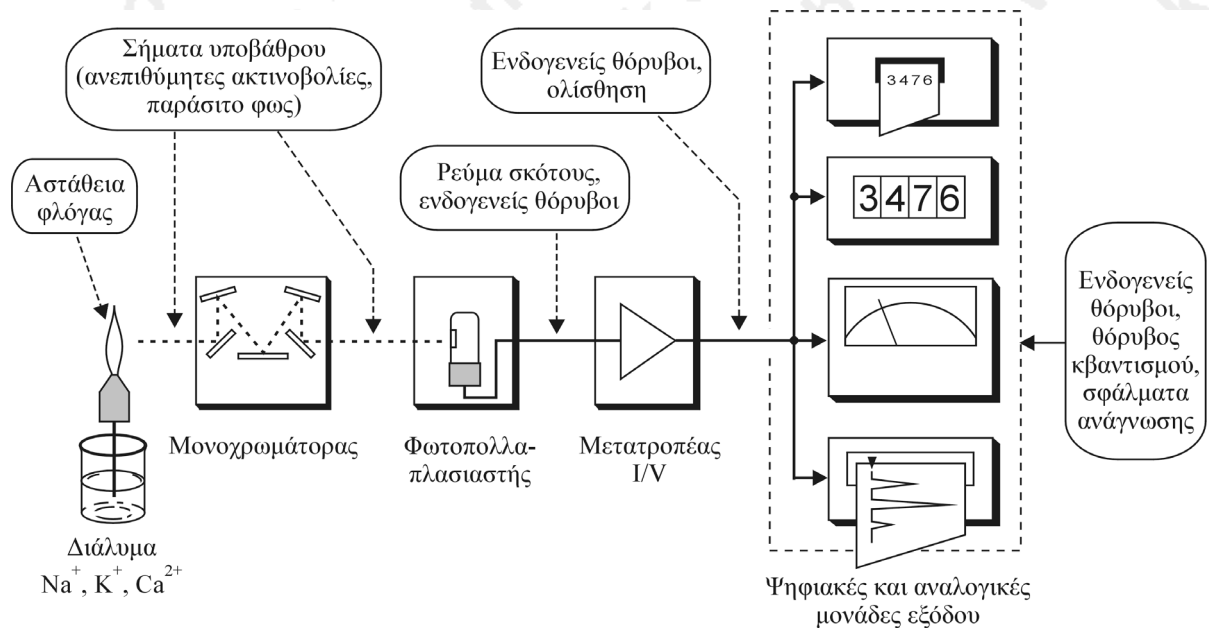 Σήματα υποβάθρου
(ανεπιθύμητες ακτινοβολίες,
παράσιτο φως)
Ενδογενείς θόρυβοι,
ολίσθηση
3476
Αστάθεια
φλόγας
Ρεύμα σκότους,
ενδογενείς θόρυβοι
3476
Ενδογενείς
θόρυβοι,
θόρυβος
κβαντισμού,
σφάλματα
ανάγνωσης
Μονοχρωμάτορας
Φωτοπολλα-
πλασιαστής
Μετατροπέας
I/V
Διάλυμα
Na⁺, K⁺, Ca²⁺
Ψηφιακές και αναλογικές
μονάδες εξόδου